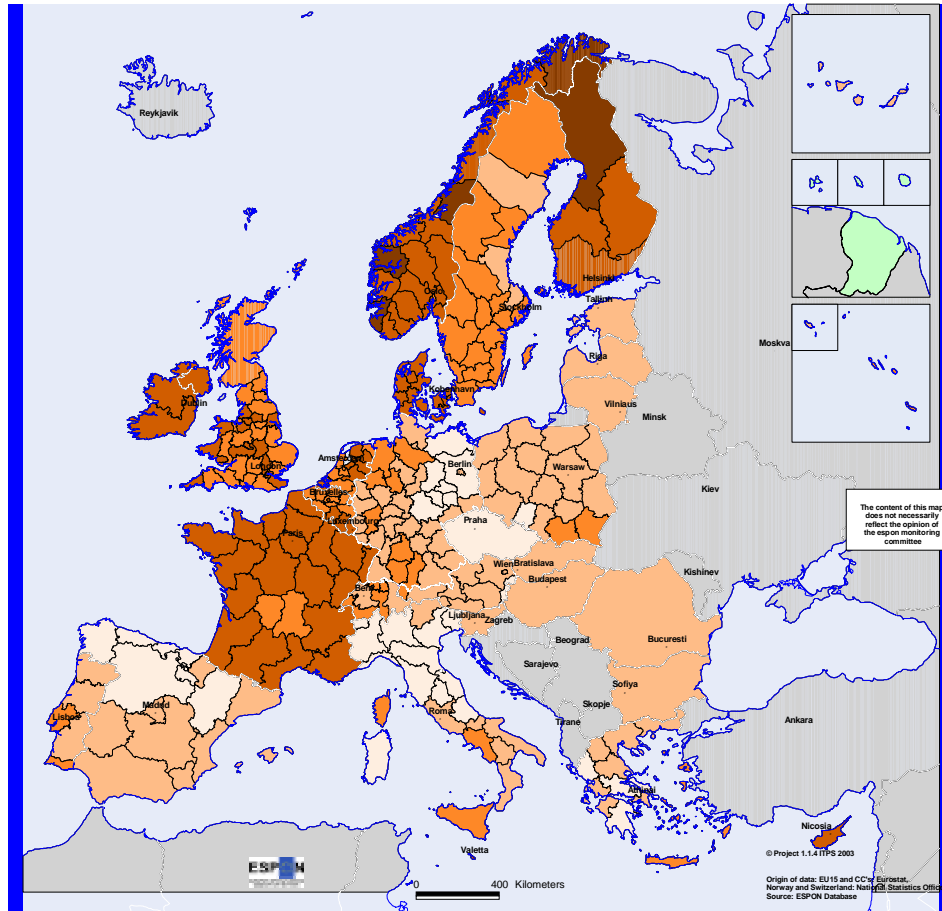 Reykjavik
Oslo
Helsinki
Tallinn
Stockholm
Moskva
Riga
Kobenhavn
Dublin
Vilniaus
Minsk
London
Amsterdam
Berlin
Warsaw
Bruxelles
Kiev
The content of this map
does not necessarily
reflect the opinion of
the espon monitoring
committee
Luxembourg
Praha
Paris
Kishinev
Wien
Bratislava
Budapest
Bern
Ljubljana
Zagreb
Beograd
Bucuresti
Sarajevo
Sofiya
Madrid
Lisboa
Roma
Skopje
Tirane
Ankara
Athinai
Nicosia
Valetta
© Project 1.1.4 ITPS 2003
ESPON
0 400 Kilometers
Origin of data: EU15 and CC's: Eurostat,
Norway and Switzerland: National Statistics Offic
Source: ESPON Database